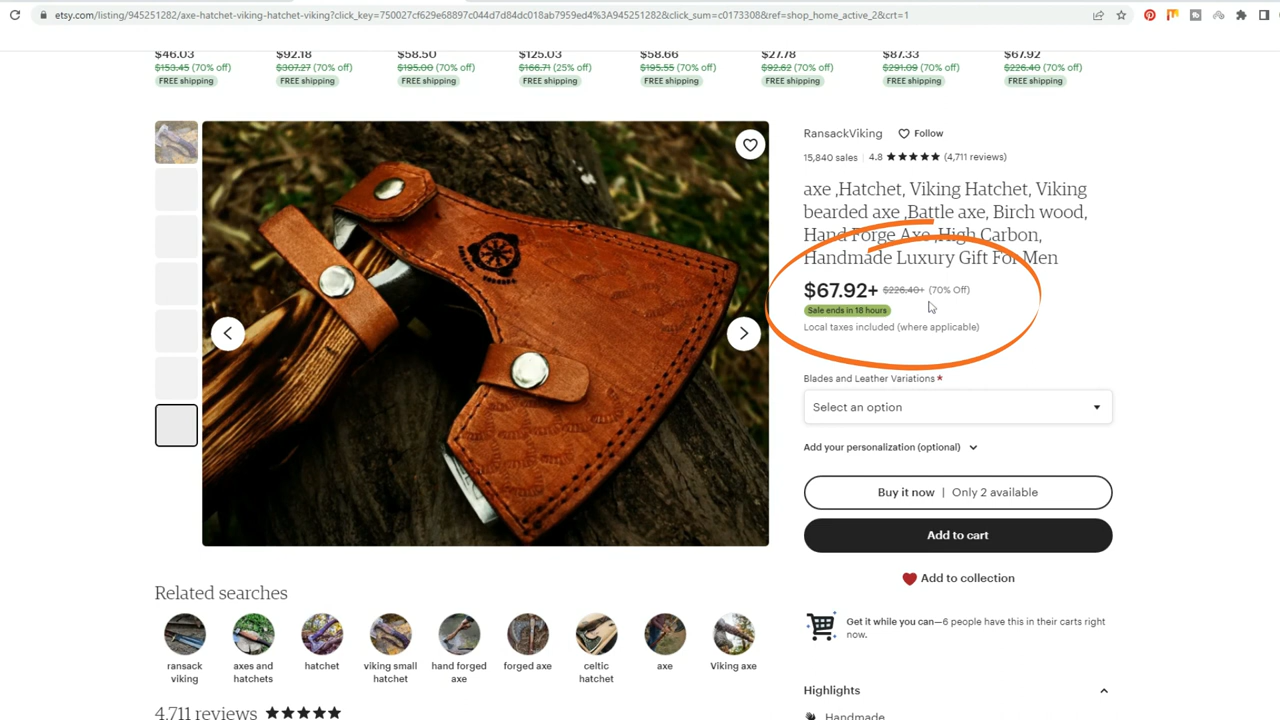 etsy.com/listing/945251282/axe-hatchet-viking-hatchet-viking?click_key=750027cf629e68897c044d7d84dc018ab7959ed4%3A945251282&click_sum=c0173308&ref=shop_home_active_2&crt=1
$46.03 $92.18 $58.50 $125.03 $58.66 $27.78 $87.33 $67.92
$153.45 (70% off) $307.27 (70% off) $195.00 (70% off) $166.71 (25% off) $195.55 (70% off) $92.62 (70% off) $291.09 (70% off) $226.40 (70% off)
FREE shipping FREE shipping FREE shipping FREE shipping FREE shipping FREE shipping FREE shipping FREE shipping
RansackViking Follow
15,840 sales | 4.8 ★★★★★ (4,711 reviews)
axe ,Hatchet, Viking Hatchet, Viking
bearded axe ,Battle axe, Birch wood,
Hand Forge Axe ,High Carbon,
Handmade Luxury Gift For Men
$67.92+ $226.40+ (70% Off)
Sale ends in 18 hours
Local taxes included (where applicable)
Blades and Leather Variations *
Select an option
Add your personalization (optional)
Buy it now | Only 2 available
Add to cart
Add to collection
Get it while you can—6 people have this in their carts right
now.
Highlights
Handmade
Related searches
ransack viking
axes and hatchets
hatchet
viking small hatchet
hand forged axe
forged axe
celtic hatchet
axe
Viking axe
4,711 reviews ★★★★★